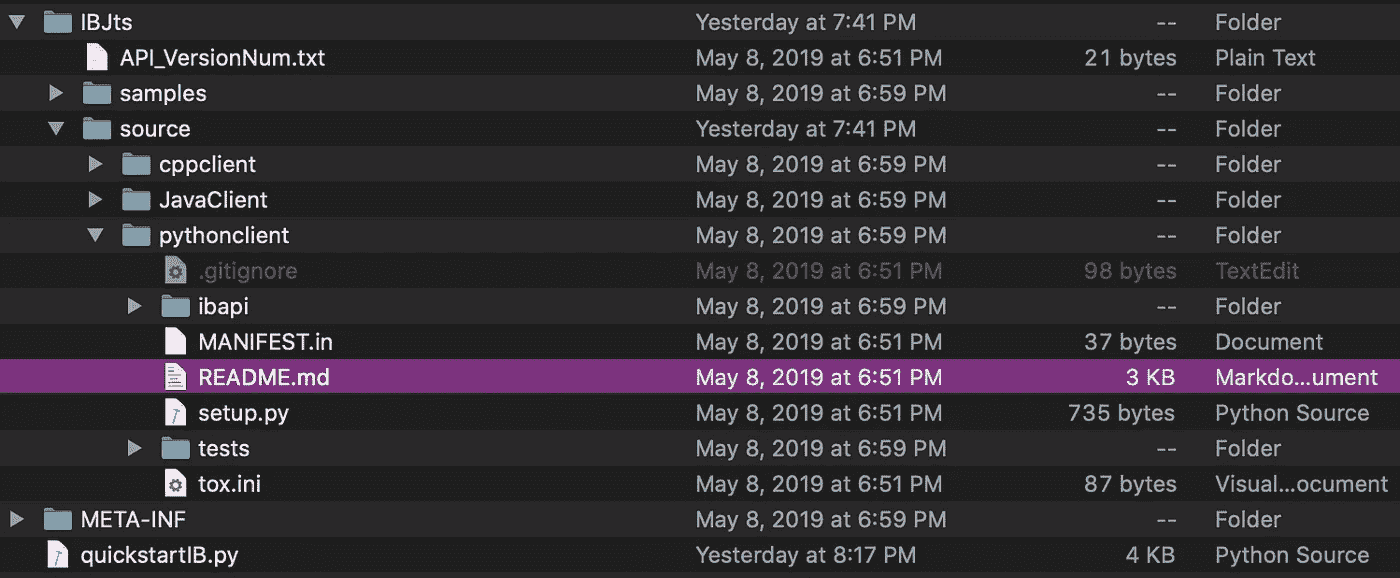 IBJts Yesterday at 7:41 PM -- Folder
API_VersionNum.txt May 8, 2019 at 6:51 PM 21 bytes Plain Text
samples May 8, 2019 at 6:59 PM -- Folder
source Yesterday at 7:41 PM -- Folder
cppclient May 8, 2019 at 6:59 PM -- Folder
JavaClient May 8, 2019 at 6:59 PM -- Folder
pythonclient May 8, 2019 at 6:59 PM -- Folder
.gitignore May 8, 2019 at 6:51 PM 98 bytes TextEdit
ibapi May 8, 2019 at 6:59 PM -- Folder
MANIFEST.in May 8, 2019 at 6:51 PM 37 bytes Document
README.md May 8, 2019 at 6:51 PM 3 KB Markdo...ument
setup.py May 8, 2019 at 6:51 PM 735 bytes Python Source
tests May 8, 2019 at 6:59 PM -- Folder
tox.ini May 8, 2019 at 6:51 PM 87 bytes Visual...ocument
META-INF May 8, 2019 at 6:59 PM -- Folder
quickstartIB.py Yesterday at 8:17 PM 4 KB Python Source